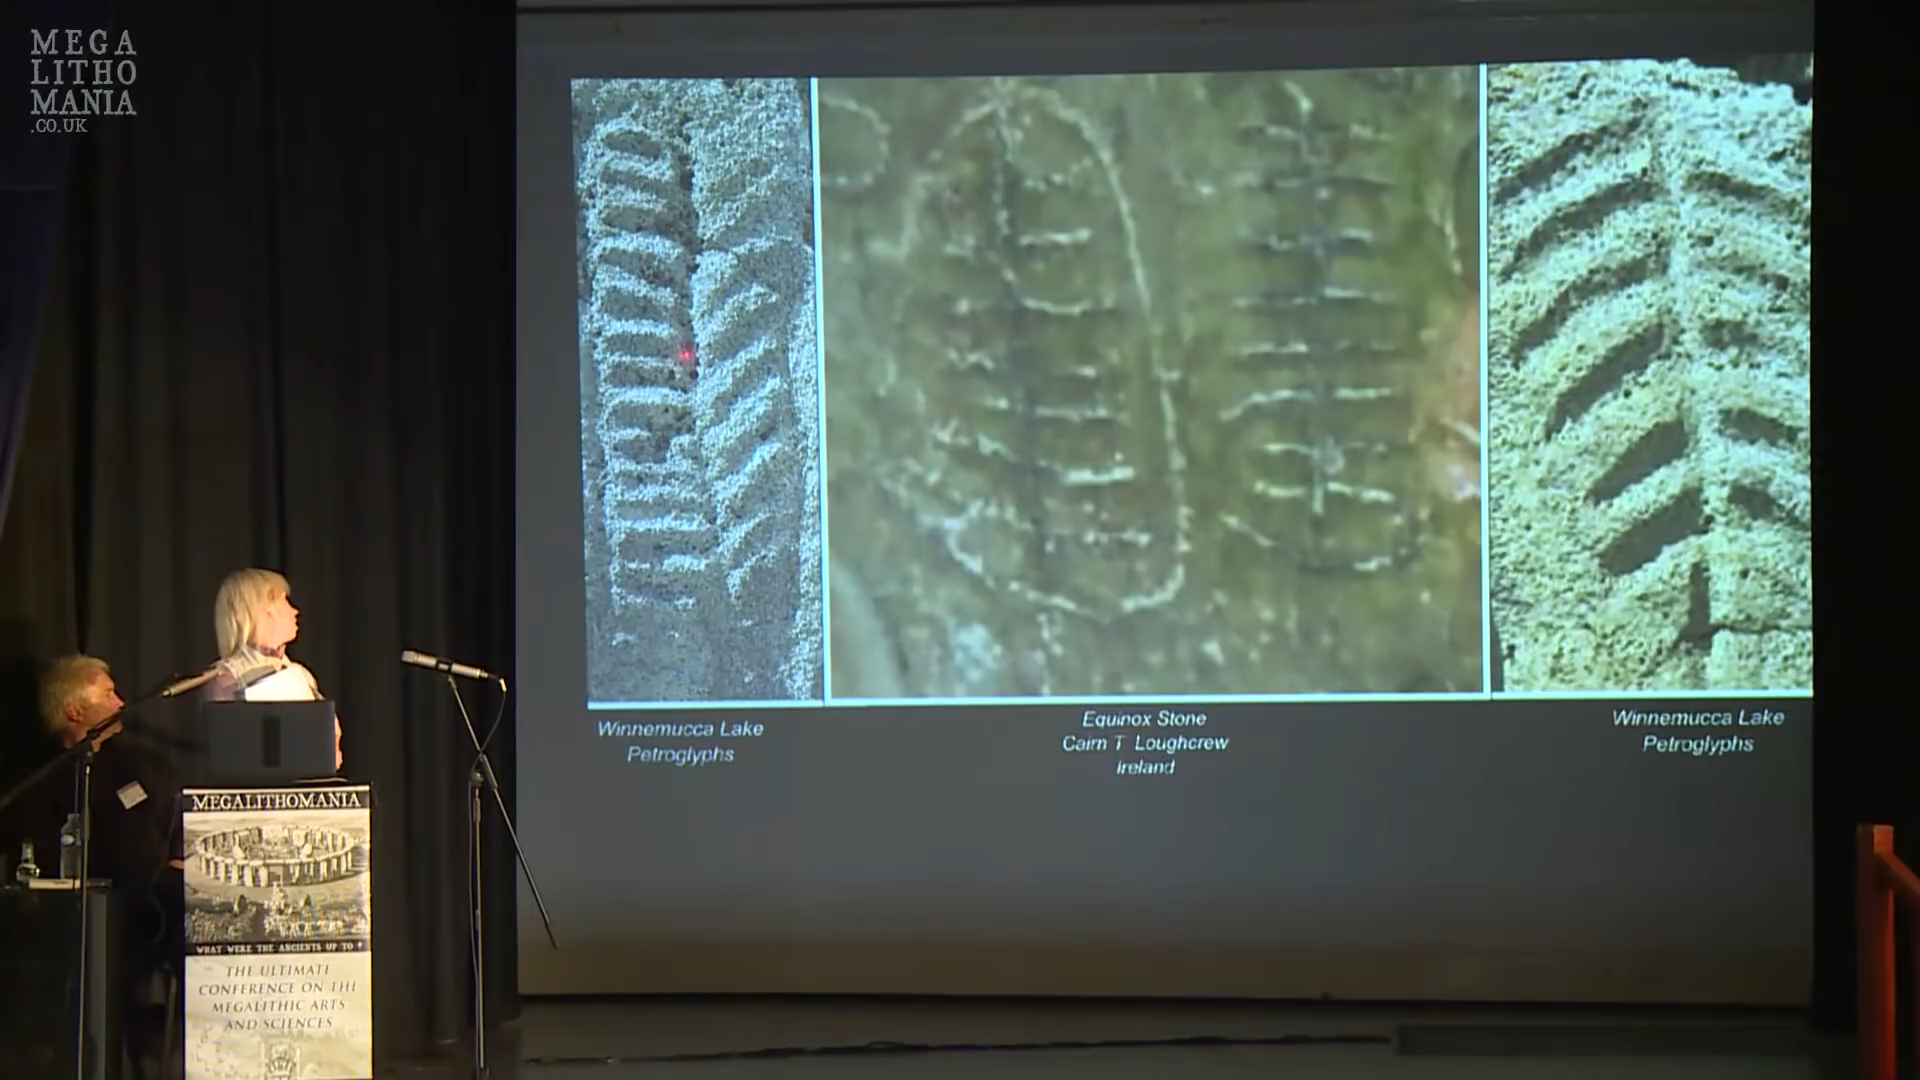 MEGA
LITHO
MANIA
.CO.UK
Winnemucca Lake
Petroglyphs
Equinox Stone
Cairn T Loughcrew
Ireland
Winnemucca Lake
Petroglyphs
MEGALITHOMANIA
WHAT WERE THE ANCIENTS UP TO ?
THE ULTIMATE
CONFERENCE ON THE
MEGALITHIC ARTS
AND SCIENCES